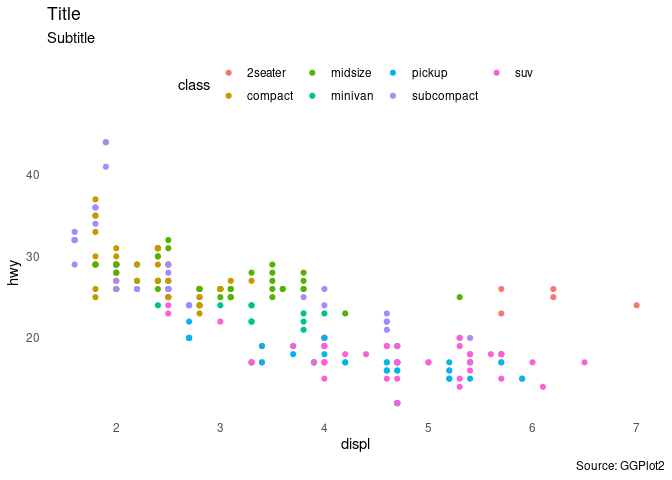 Title
Subtitle
class 2seater midsize pickup suv
compact minivan subcompact
40
30
20
hwy
2 3 4 5 6 7
displ
Source: GGPlot2